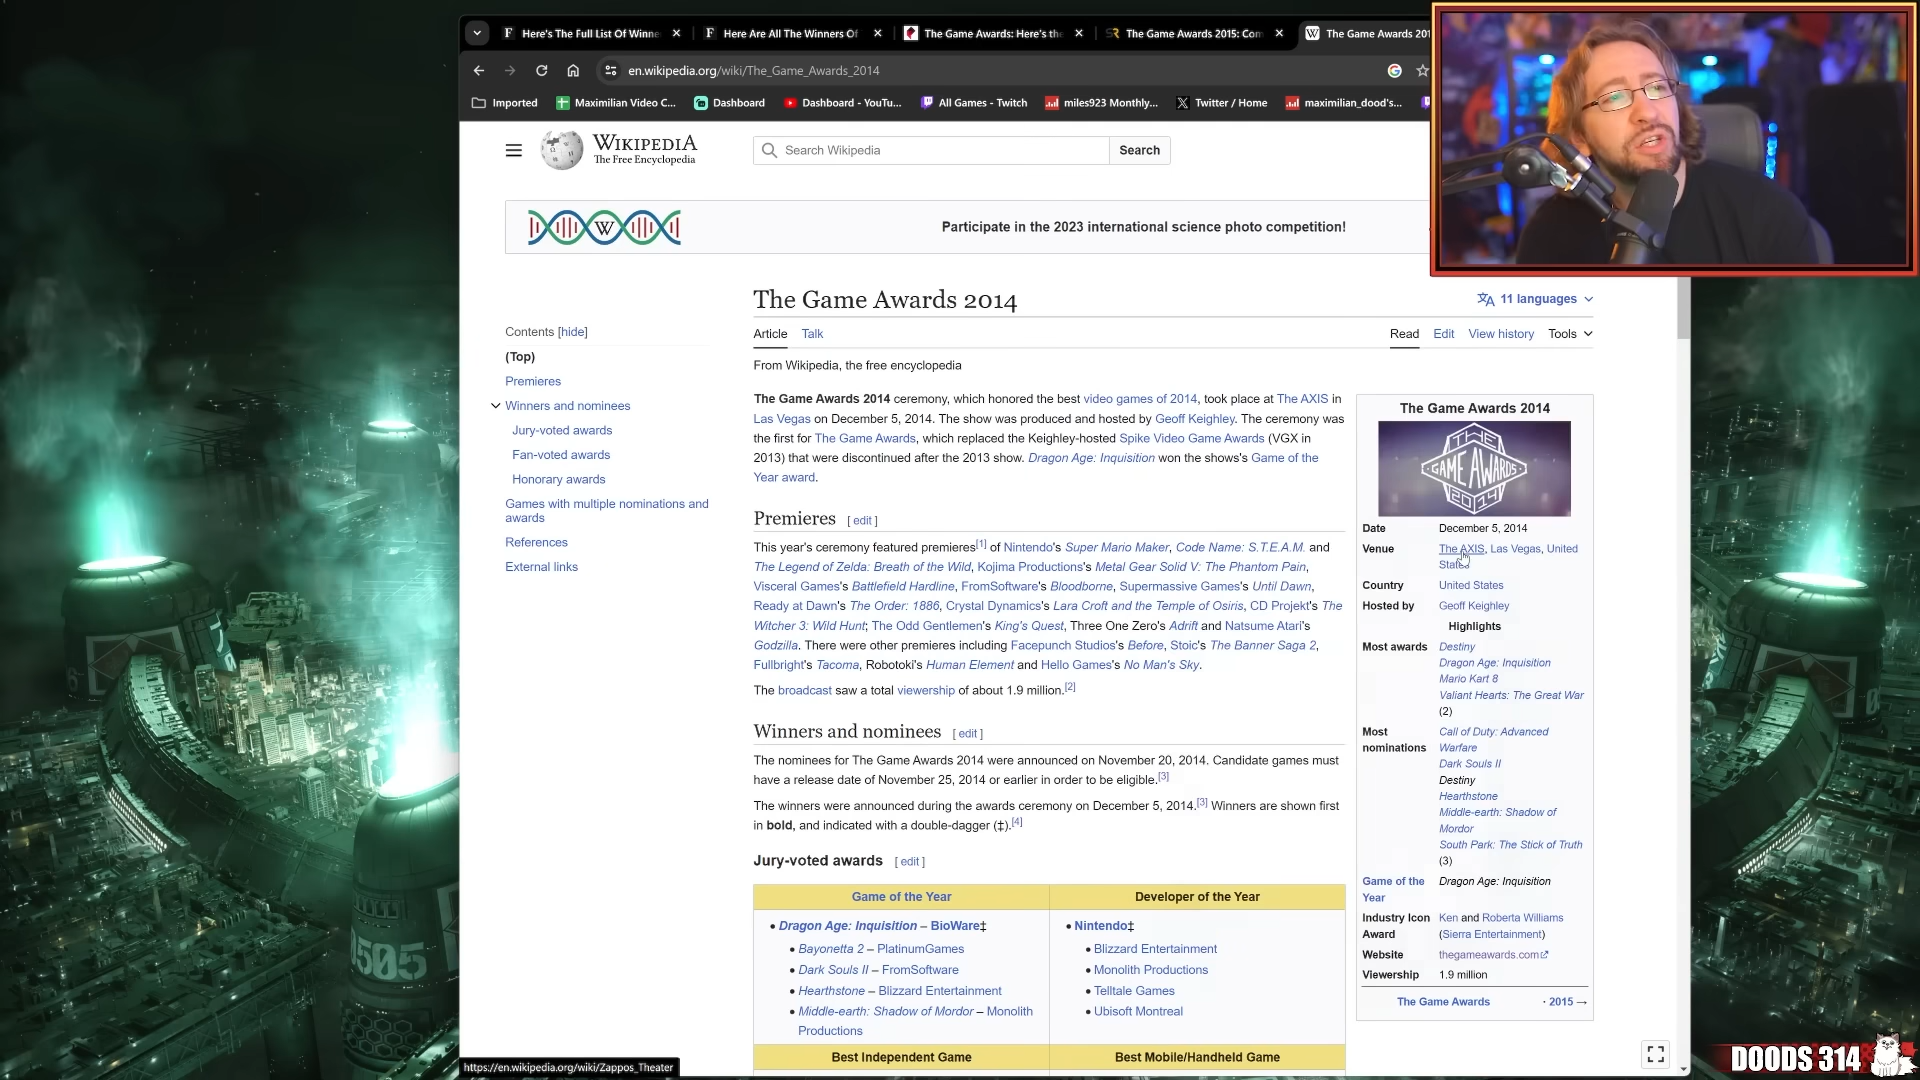 Here's The Full List Of Winne
Here Are All The Winners Of
The Game Awards: Here's the
The Game Awards 2015: Com
The Game Awards 201
en.wikipedia.org/wiki/The_Game_Awards_2014
Imported
Maximilian Video C...
Dashboard
Dashboard - YouTu...
All Games - Twitch
miles923 Monthly...
Twitter / Home
maximilian_dood's...
WIKIPEDIA
The Free Encyclopedia
Search Wikipedia
Search
W
Participate in the 2023 international science photo competition!
The Game Awards 2014
11 languages
Article Talk
Read Edit View history Tools
From Wikipedia, the free encyclopedia
Contents [hide]
(Top)
Premieres
Winners and nominees
Jury-voted awards
Fan-voted awards
Honorary awards
Games with multiple nominations and
awards
References
External links
The Game Awards 2014 ceremony, which honored the best video games of 2014, took place at The AXIS in
Las Vegas on December 5, 2014. The show was produced and hosted by Geoff Keighley. The ceremony was
the first for The Game Awards, which replaced the Keighley-hosted Spike Video Game Awards (VGX in
2013) that were discontinued after the 2013 show. Dragon Age: Inquisition won the shows's Game of the
Year award.
Premieres [ edit ]
This year's ceremony featured premieres[1] of Nintendo's Super Mario Maker, Code Name: S.T.E.A.M. and
The Legend of Zelda: Breath of the Wild, Kojima Productions's Metal Gear Solid V: The Phantom Pain,
Visceral Games's Battlefield Hardline, FromSoftware's Bloodborne, Supermassive Games's Until Dawn,
Ready at Dawn's The Order: 1886, Crystal Dynamics's Lara Croft and the Temple of Osiris, CD Projekt's The
Witcher 3: Wild Hunt; The Odd Gentlemen's King's Quest, Three One Zero's Adrift and Natsume Atari's
Godzilla. There were other premieres including Facepunch Studios's Before, Stoic's The Banner Saga 2,
Fullbright's Tacoma, Robotoki's Human Element and Hello Games's No Man's Sky.
The broadcast saw a total viewership of about 1.9 million.[2]
Winners and nominees [ edit ]
The nominees for The Game Awards 2014 were announced on November 20, 2014. Candidate games must
have a release date of November 25, 2014 or earlier in order to be eligible.[3]
The winners were announced during the awards ceremony on December 5, 2014.[3] Winners are shown first
in bold, and indicated with a double-dagger (‡).[4]
Jury-voted awards [ edit ]
Game of the Year
Dragon Age: Inquisition – BioWare‡
Bayonetta 2 – PlatinumGames
Dark Souls II – FromSoftware
Hearthstone – Blizzard Entertainment
Middle-earth: Shadow of Mordor – Monolith
Productions
Developer of the Year
Nintendo‡
Blizzard Entertainment
Monolith Productions
Telltale Games
Ubisoft Montreal
Best Independent Game
Best Mobile/Handheld Game
The Game Awards 2014
THE
GAME AWARDS
2014
Date December 5, 2014
Venue The AXIS, Las Vegas, United
States
Country United States
Hosted by Geoff Keighley
Highlights
Most awards Destiny
Dragon Age: Inquisition
Mario Kart 8
Valiant Hearts: The Great War
(2)
Most Call of Duty: Advanced
nominations Warfare
Dark Souls II
Destiny
Hearthstone
Middle-earth: Shadow of
Mordor
South Park: The Stick of Truth
(3)
Game of the Dragon Age: Inquisition
Year
Industry Icon Ken and Roberta Williams
Award (Sierra Entertainment)
Website thegameawards.com
Viewership 1.9 million
The Game Awards · 2015 →
https://en.wikipedia.org/wiki/Zappos_Theater
0505
DOODS 314